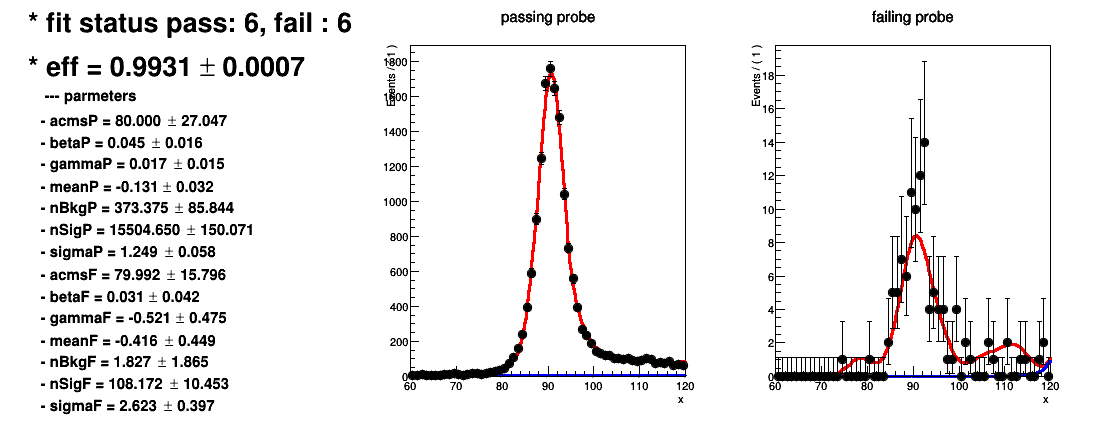 * fit status pass: 6, fail : 6
* eff = 0.9931 ± 0.0007
--- parmeters
- acmsP = 80.000 ± 27.047
- betaP = 0.045 ± 0.016
- gammaP = 0.017 ± 0.015
- meanP = -0.131 ± 0.032
- nBkgP = 373.375 ± 85.844
- nSigP = 15504.650 ± 150.071
- sigmaP = 1.249 ± 0.058
- acmsF = 79.992 ± 15.796
- betaF = 0.031 ± 0.042
- gammaF = -0.521 ± 0.475
- meanF = -0.416 ± 0.449
- nBkgF = 1.827 ± 1.865
- nSigF = 108.172 ± 10.453
- sigmaF = 2.623 ± 0.397
passing probe
Events / ( 1 )
1800
1600
1400
1200
1000
800
600
400
200
0
60 70 80 90 100 110 120
x
failing probe
Events / ( 1 )
18
16
14
12
10
8
6
4
2
0
60 70 80 90 100 110 120
x